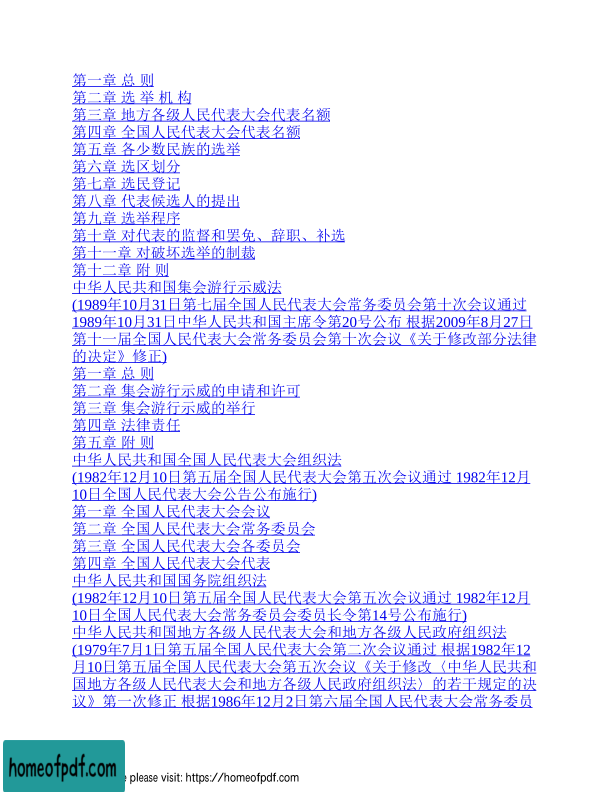 第一章 总 则
第二章 选 举 机 构
第三章 地方各级人民代表大会代表名额
第四章 全国人民代表大会代表名额
第五章 各少数民族的选举
第六章 选区划分
第七章 选民登记
第八章 代表候选人的提出
第九章 选举程序
第十章 对代表的监督和罢免、辞职、补选
第十一章 对破坏选举的制裁
第十二章 附 则
中华人民共和国集会游行示威法
(1989年10月31日第七届全国人民代表大会常务委员会第十次会议通过
1989年10月31日中华人民共和国主席令第20号公布 根据2009年8月27日
第十一届全国人民代表大会常务委员会第十次会议《关于修改部分法律
的决定》修正)
第一章 总 则
第二章 集会游行示威的申请和许可
第三章 集会游行示威的举行
第四章 法律责任
第五章 附 则
中华人民共和国全国人民代表大会组织法
(1982年12月10日第五届全国人民代表大会第五次会议通过 1982年12月
10日全国人民代表大会公告公布施行)
第一章 全国人民代表大会会议
第二章 全国人民代表大会常务委员会
第三章 全国人民代表大会各委员会
第四章 全国人民代表大会代表
中华人民共和国国务院组织法
(1982年12月10日第五届全国人民代表大会第五次会议通过 1982年12月
10日全国人民代表大会常务委员会委员长令第14号公布施行)
中华人民共和国地方各级人民代表大会和地方各级人民政府组织法
(1979年7月1日第五届全国人民代表大会第二次会议通过 根据1982年12
月10日第五届全国人民代表大会第五次会议《关于修改〈中华人民共和
国地方各级人民代表大会和地方各级人民政府组织法〉的若干规定的决
议》第一次修正 根据1986年12月2日第六届全国人民代表大会常务委员
homeofpdf.com
please visit: https://homeofpdf.com